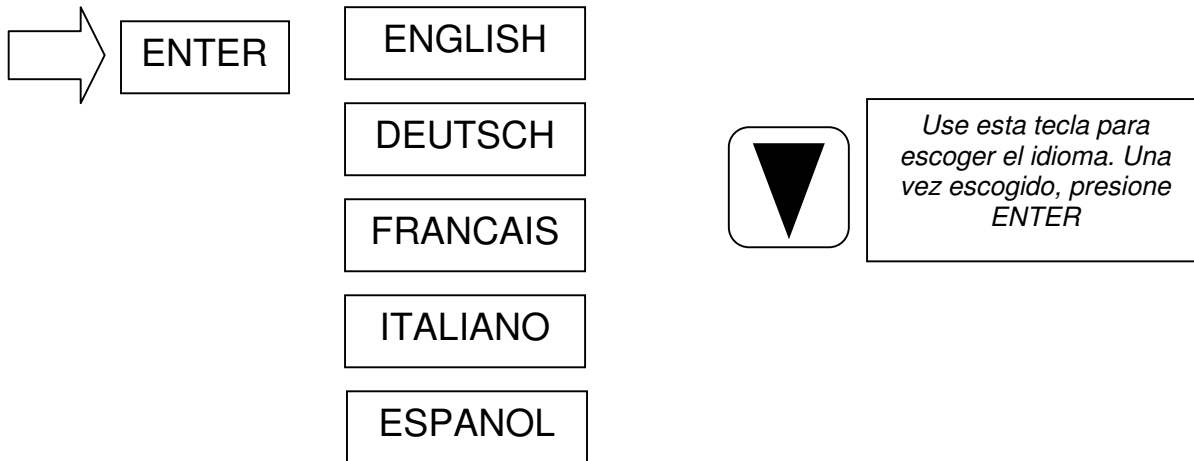 ENTER
ENGLISH
DEUTSCH
FRANCAIS
ITALIANO
ESPANOL
Use esta tecla para
escoger el idioma. Una
vez escogido, presione
ENTER